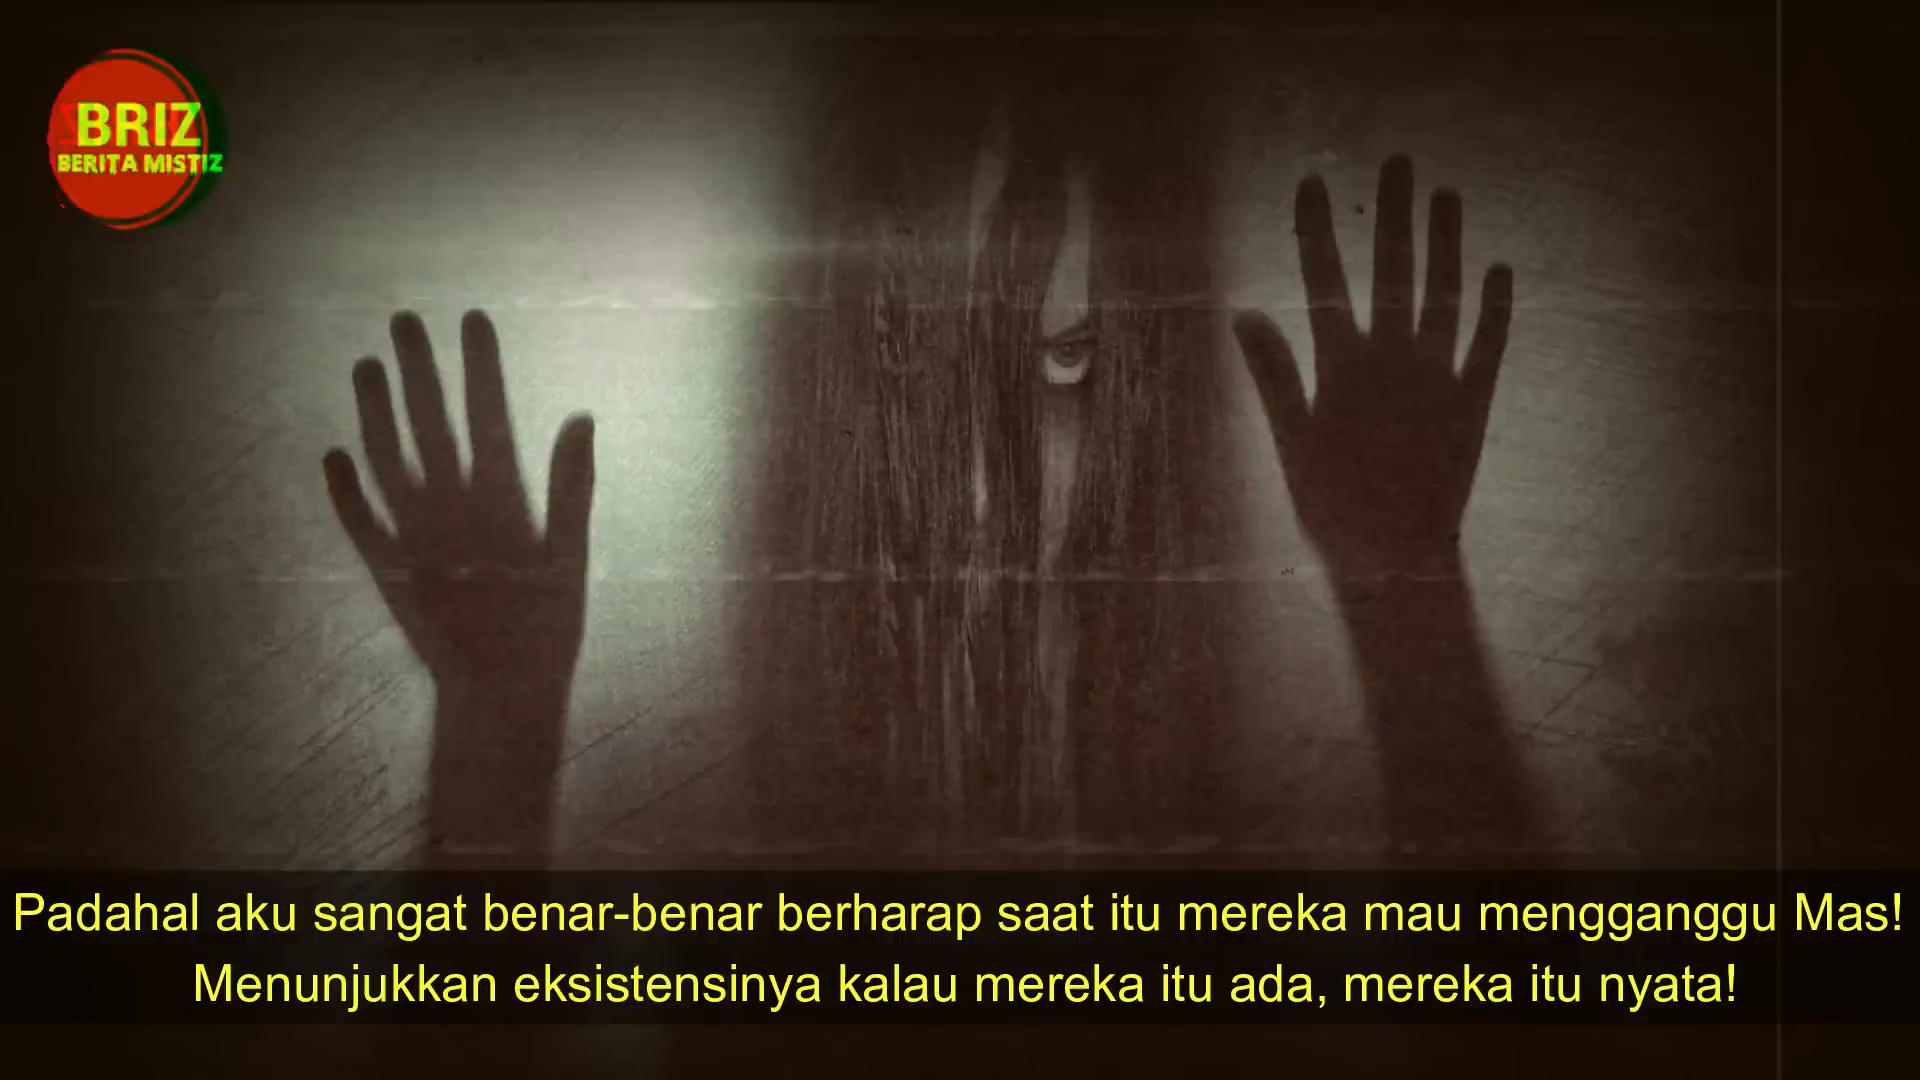 BRIZ
BERITA MISTIZ
Padahal aku sangat benar-benar berharap saat itu mereka mau mengganggu Mas!
Menunjukkan eksistensinya kalau mereka itu ada, mereka itu nyata!